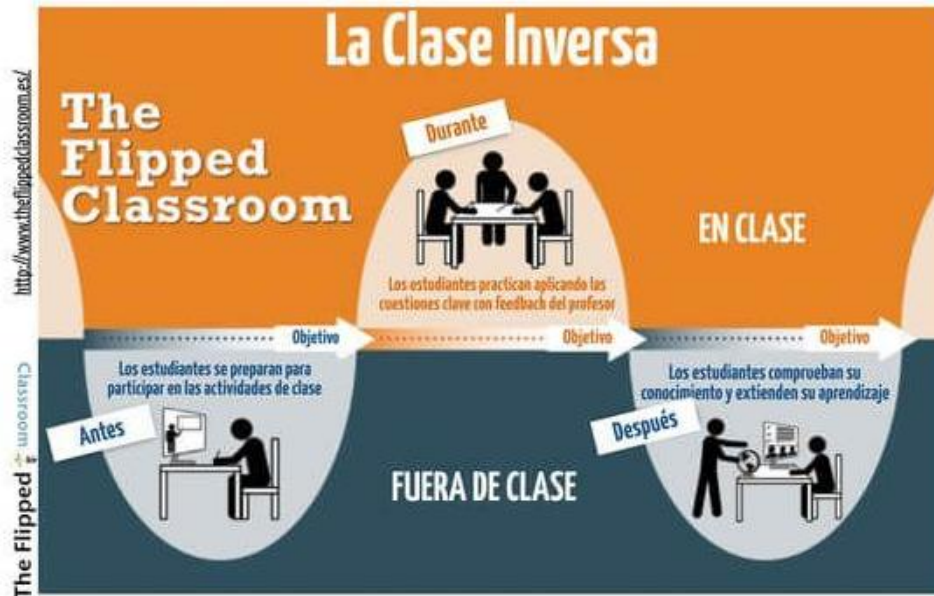 La Clase Inversa
The
Flipped
Classroom
Durante
EN CLASE
Los estudiantes practican aplicando las
cuestiones clave con feedback del profesor
Objetivo
Objetivo
Objetivo
Los estudiantes se preparan para
participar en las actividades de clase
Antes
Los estudiantes comprueban su
conocimiento y extienden su aprendizaje
Después
FUERA DE CLASE
http://www.theflippedclassroom.es/
The Flipped Classroom